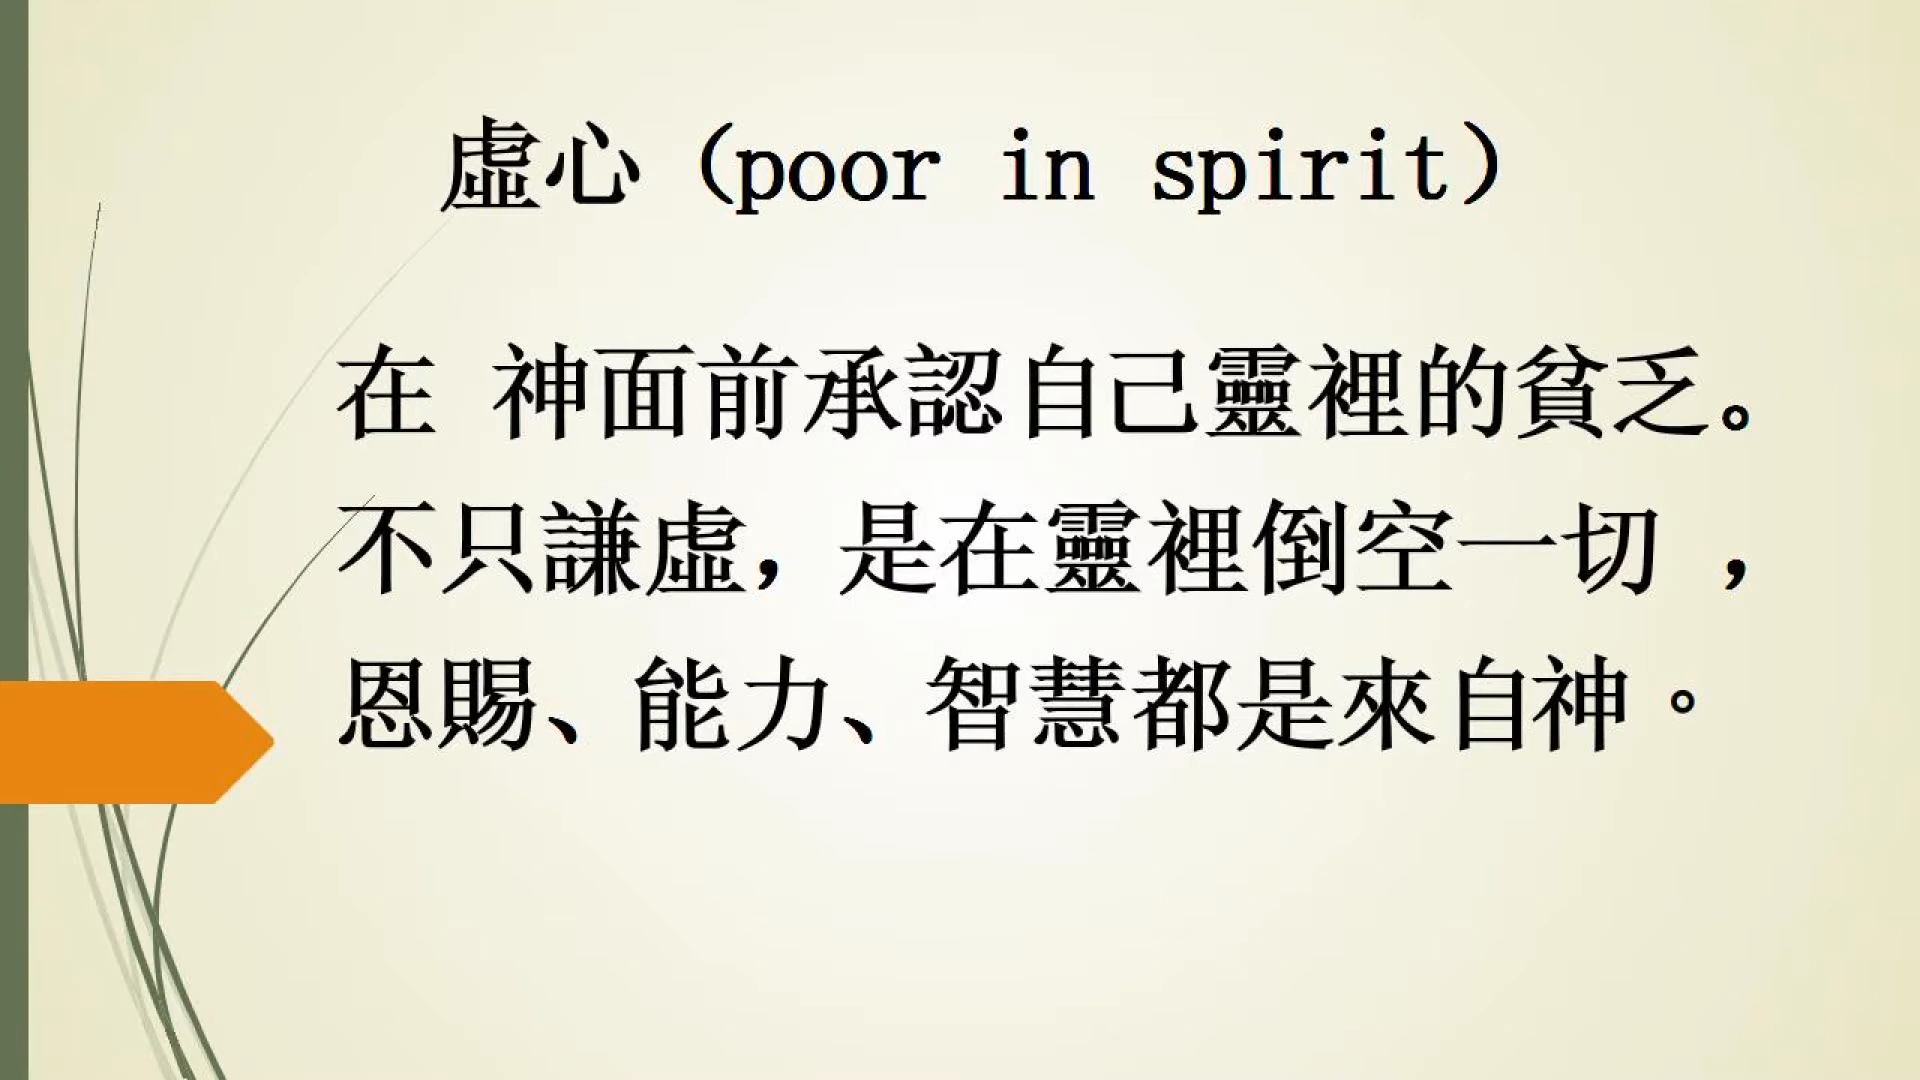 虛心（poor in spirit）
在 神面前承認自己靈裡的貧乏。
不只謙虛，是在靈裡倒空一切 ，
恩賜、能力、智慧都是來自神。